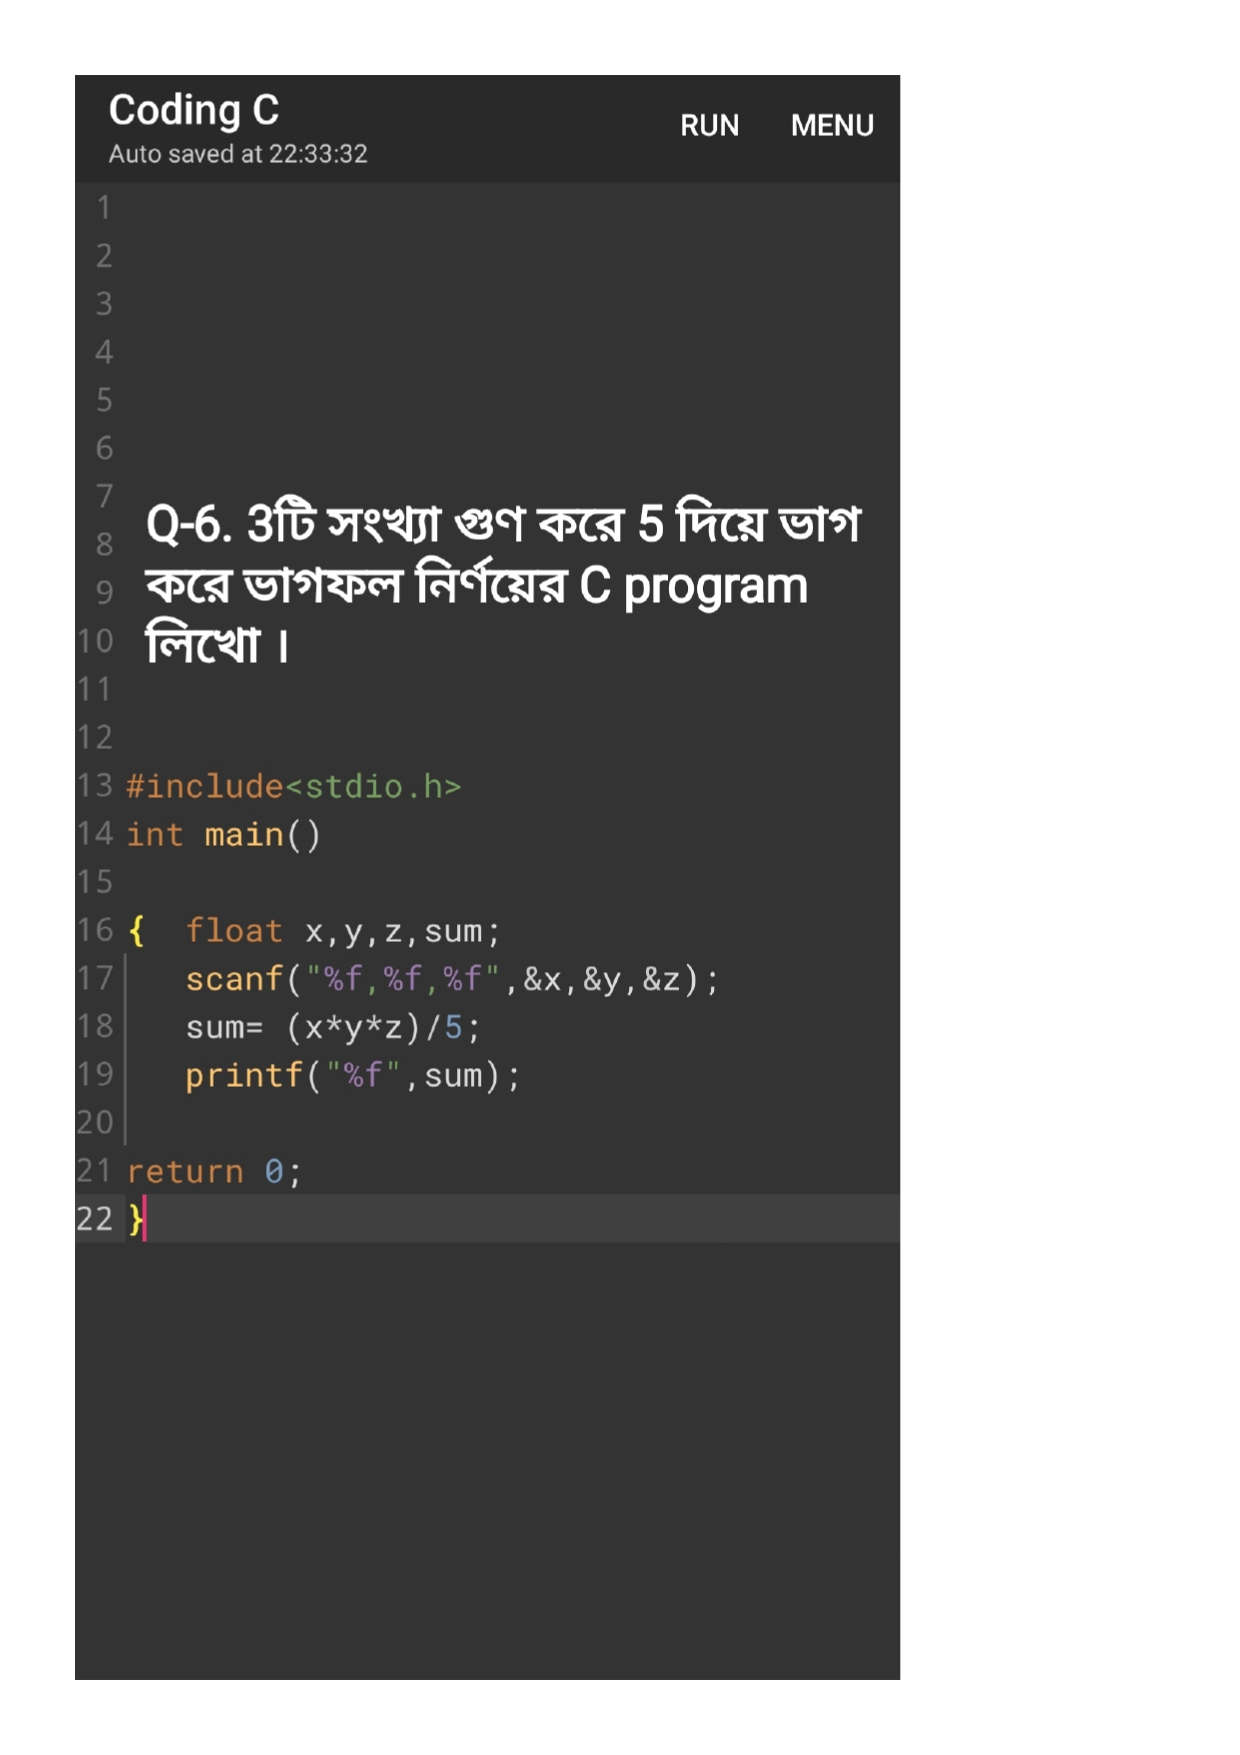 Coding C
RUN MENU
Auto saved at 22:33:32
1
2
3
4
5
6
7
Q-6. 3টি সংখ্যা গুণ করে 5 দিয়ে ভাগ
8
করে ভাগফল নির্ণয়ের C program
9
লিখো ।
10
11
12
13 #include<stdio.h>
14 int main()
15
16 { float x,y,z,sum;
17 scanf("%f,%f,%f",&x,&y,&z);
18 sum= (x*y*z)/5;
19 printf("%f",sum);
20
21 return 0;
22 }